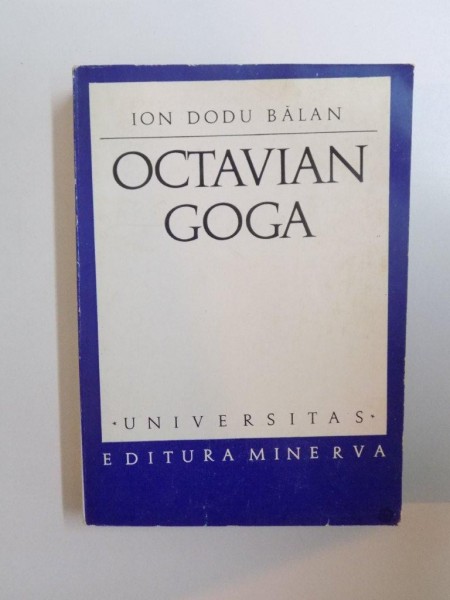 ION DODU BĂLAN
OCTAVIAN
GOGA
•UNIVERSITAS•
EDITURA MINERVA